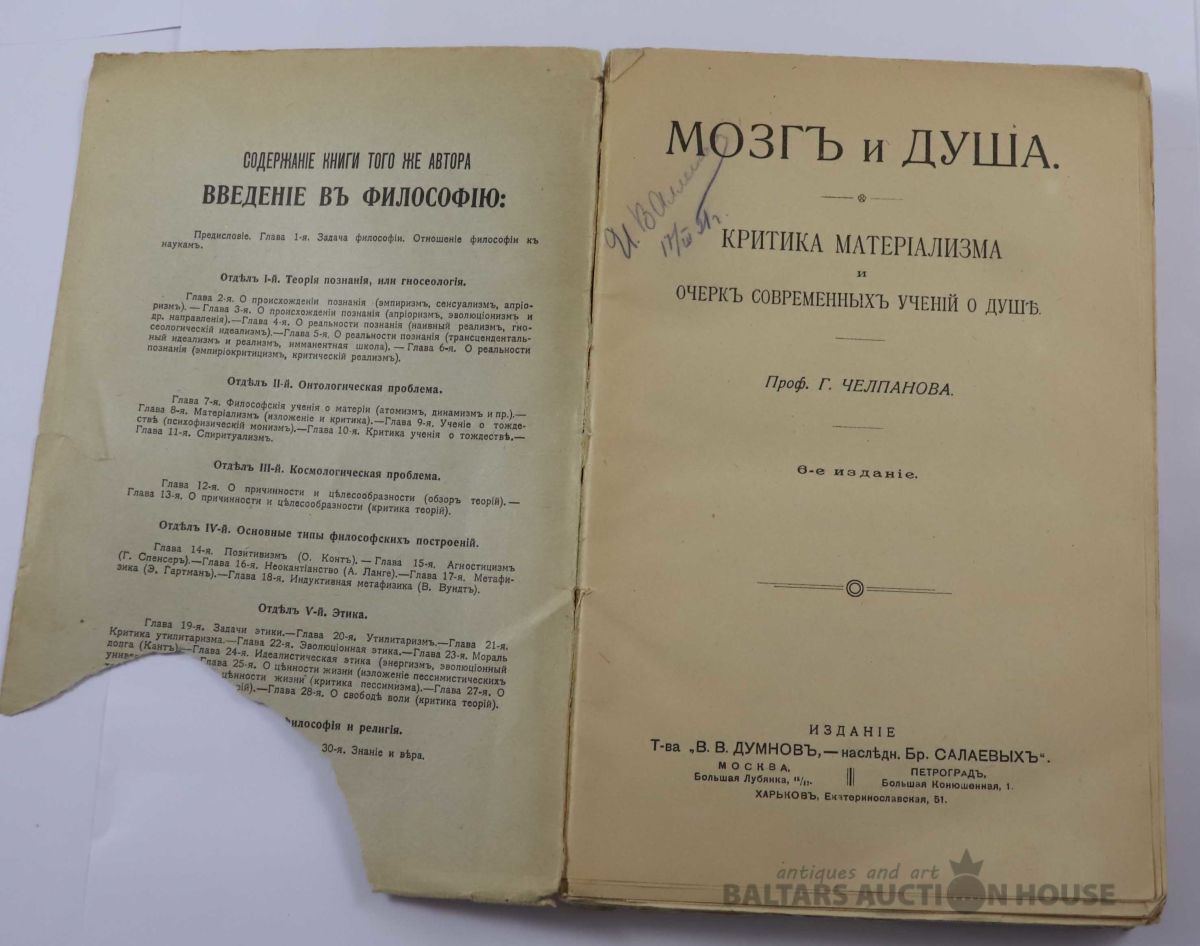 СОДЕРЖАНІЕ КНИГИ ТОГО ЖЕ АВТОРА
ВВЕДЕНІЕ ВЪ ФИЛОСОФІЮ:
Предисловіе. Глава 1-я. Задача философіи. Отношеніе философіи къ
наукамъ.
Отдѣлъ I-й. Теорія познанія, или гносеологія.
Глава 2-я. О происхожденіи познанія (эмпиризмъ, сенсуализмъ, апріо-
ризмъ).—Глава 3-я. О происхожденіи познанія (апріоризмъ, эволюціонизмъ и
др. направленія).—Глава 4-я. О реальности познанія (наивный реализмъ, гно-
сеологическій идеализмъ).—Глава 5-я. О реальности познанія (трансценденталь-
ный идеализмъ и реализмъ, имманентная школа).—Глава 6-я. О реальности
познанія (эмпиріокритицизмъ, критическій реализмъ).
Отдѣлъ II-й. Онтологическая проблема.
Глава 7-я. Философскія ученія о матеріи (атомизмъ, динамизмъ и пр.).—
Глава 8-я. Матеріализмъ (изложеніе и критика).—Глава 9-я. Ученіе о тожде-
ствѣ (психофизическій монизмъ).—Глава 10-я. Критика ученія о тождествѣ.—
Глава 11-я. Спиритуализмъ.
Отдѣлъ III-й. Космологическая проблема.
Глава 12-я. О причинности и цѣлесообразности (обзоръ теорій).—
Глава 13-я. О причинности и цѣлесообразности (критика теорій).
Отдѣлъ IV-й. Основные типы философскихъ построеній.
Глава 14-я. Позитивизмъ (О. Контъ).—Глава 15-я. Агностицизмъ
(Г. Спенсеръ).—Глава 16-я. Неокантіанство (А. Ланге).—Глава 17-я. Метафи-
зика (Э. Гартманъ).—Глава 18-я. Индуктивная метафизика (В. Вундтъ).
Отдѣлъ V-й. Этика.
Глава 19-я. Задачи этики.—Глава 20-я. Утилитаризмъ.—Глава 21-я.
Критика утилитаризма.—Глава 22-я. Эволюціонная этика.—Глава 23-я. Мораль
долга (Кантъ).—Глава 24-я. Идеалистическая этика (энергизмъ, эволюціонный
Глава 25-я. О цѣнности жизни (изложеніе пессимистическихъ
цѣнности жизни (критика пессимизма).—Глава 27-я. О
рій).—Глава 28-я. О свободѣ воли (критика теорій).
философія и религія.
30-я. Знаніе и вѣра.
МОЗГЪ и ДУША.
КРИТИКА МАТЕРІАЛИЗМА
и
ОЧЕРКЪ СОВРЕМЕННЫХЪ УЧЕНІЙ О ДУШѢ.
Проф. Г. ЧЕЛПАНОВА.
6-е изданіе.
ИЗДАНІЕ
Т-ва „В. В. ДУМНОВЪ,—наслѣдн. Бр. САЛАЕВЫХЪ".
МОСКВА,
Большая Лубянка, 15/17.
ПЕТРОГРАДЪ,
Большая Конюшенная, 1.
ХАРЬКОВЪ, Екатеринославская, 51.
antiques and art
BALTARS AUCTION HOUSE